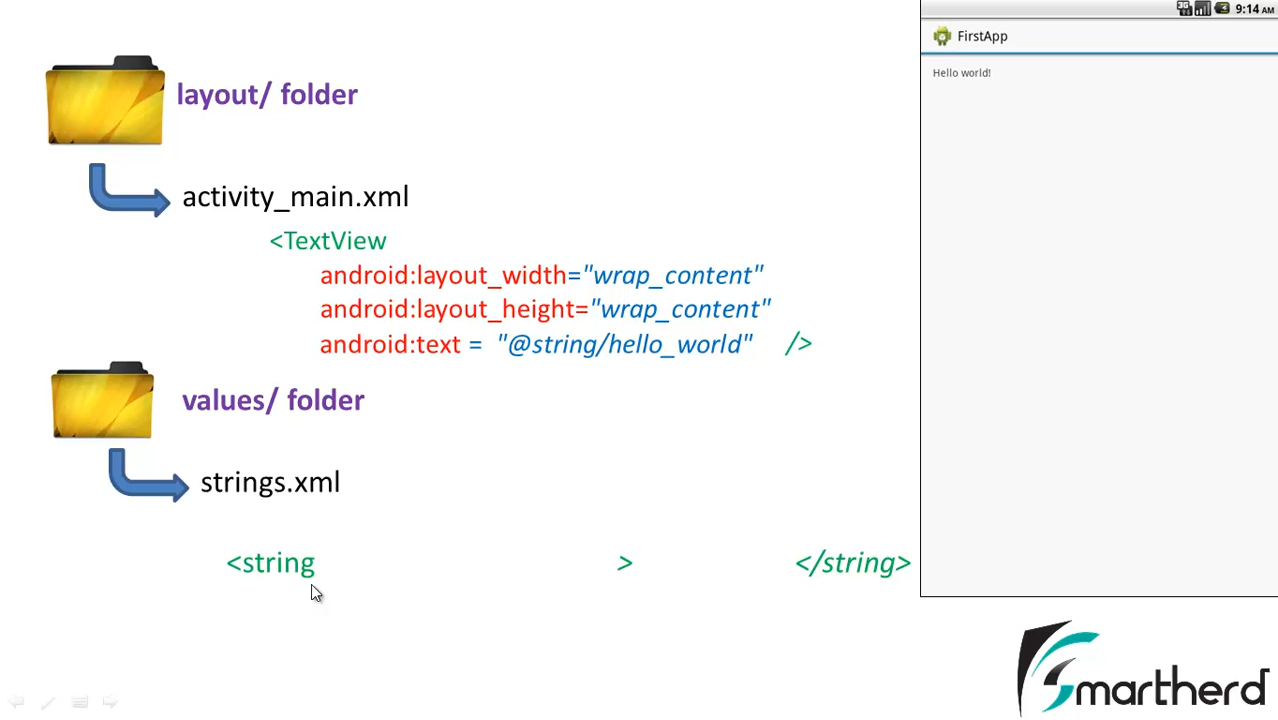 9:14 AM
FirstApp
Hello world!
layout/ folder
activity_main.xml
<TextView
android:layout_width="wrap_content"
android:layout_height="wrap_content"
android:text = "@string/hello_world" />
values/ folder
strings.xml
<string > </string>
Smartherd